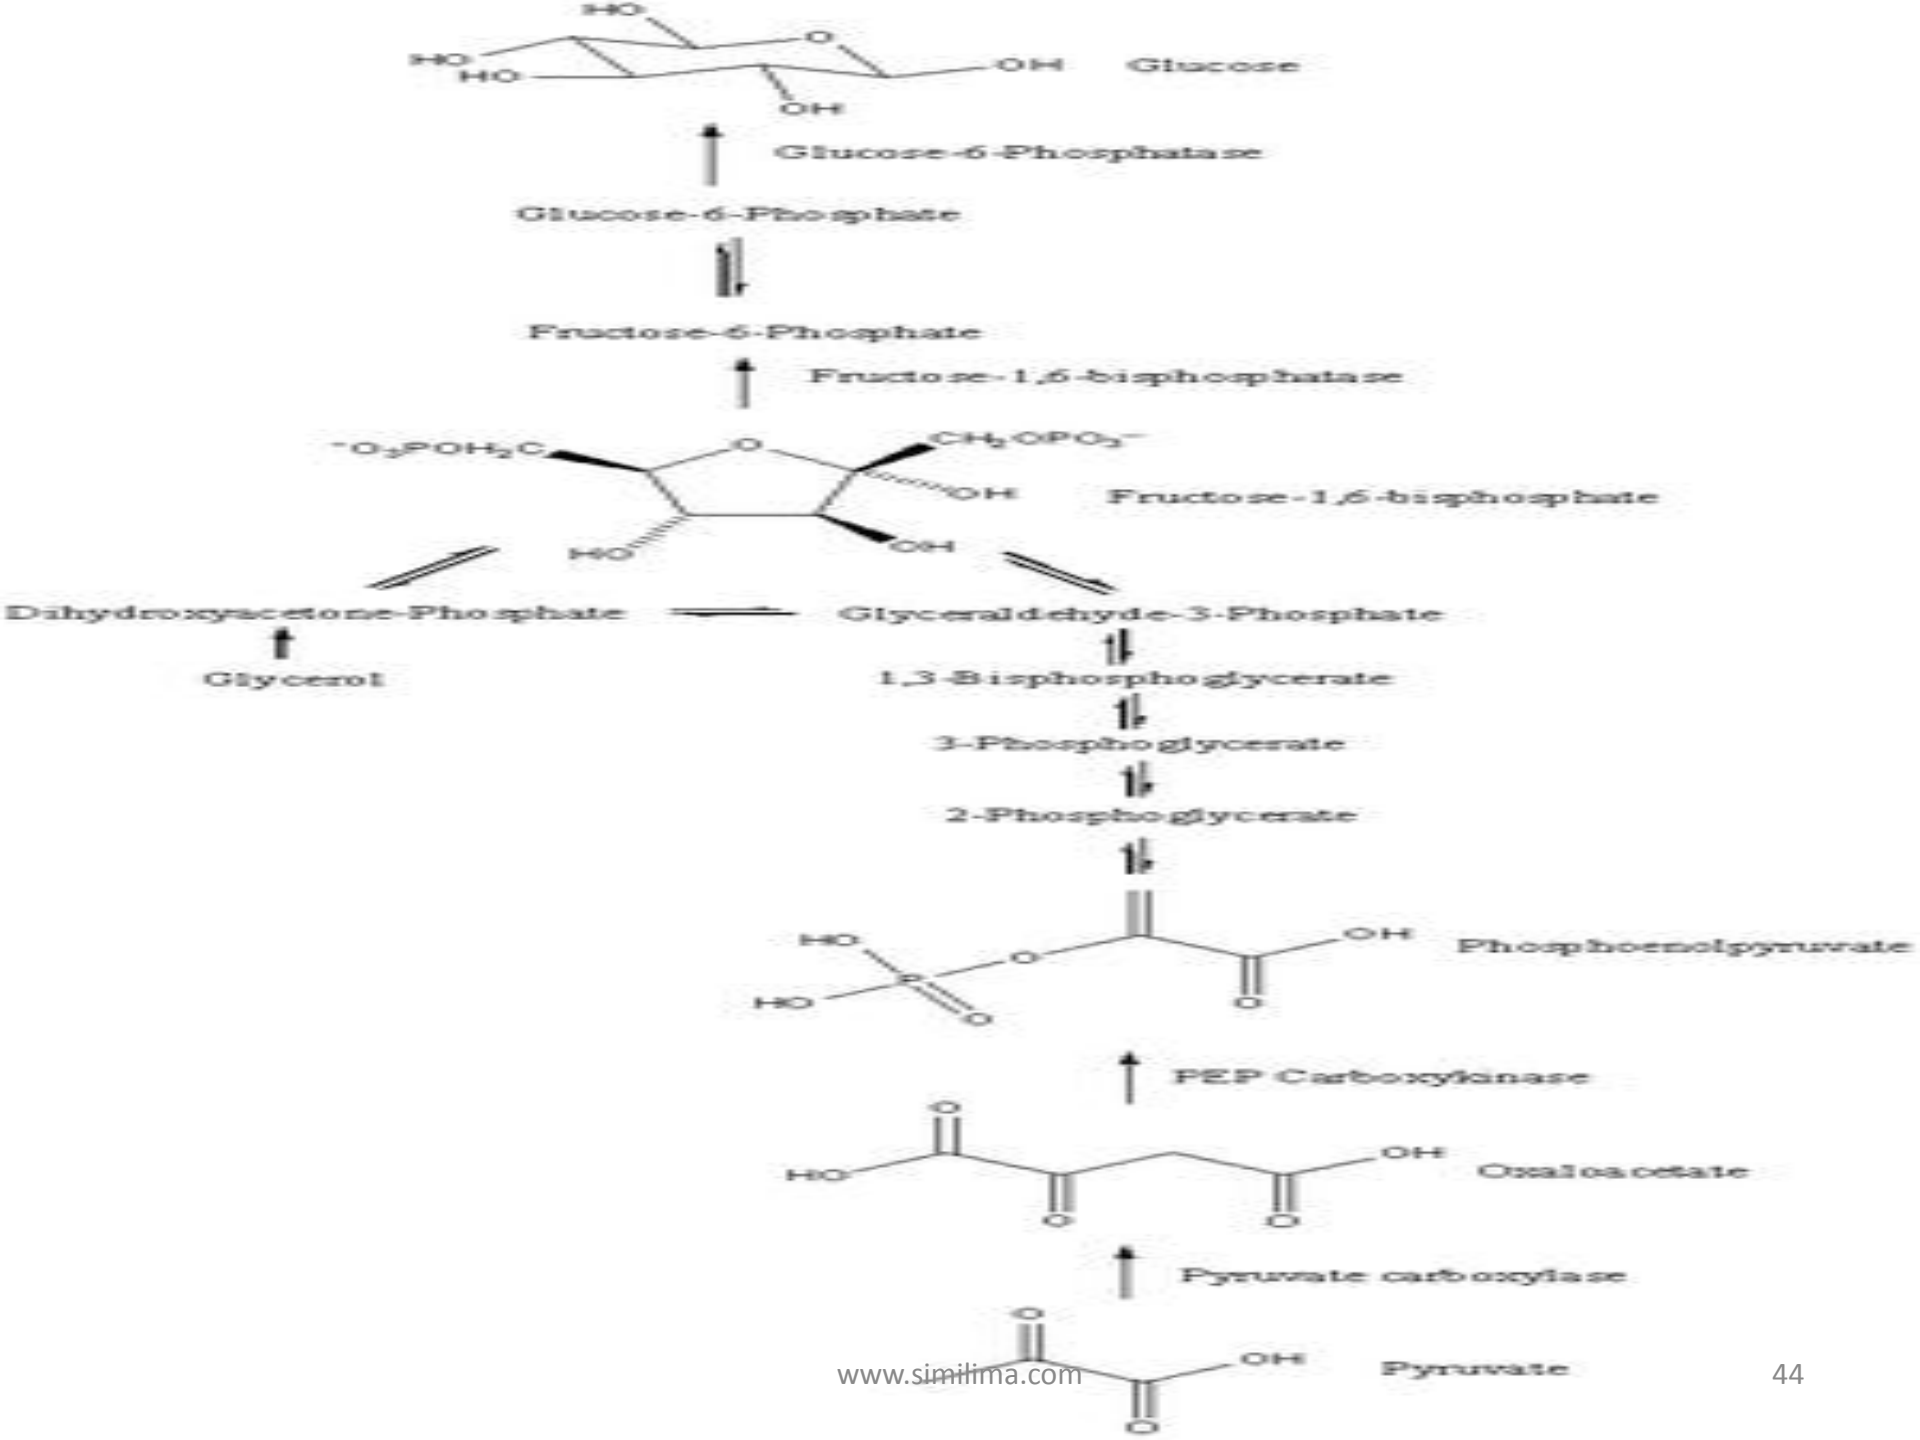 HO
O
HO
HO
OH
OH
Glucose
Glucose-6-Phosphatase
Glucose-6-Phosphate
Fructose-6-Phosphate
Fructose-1,6-bisphosphatase
⁻O₃POH₂C
O
CH₂OPO₃⁻
OH
Fructose-1,6-bisphosphate
HO
OH
Dihydroxyacetone-Phosphate
Glyceraldehyde-3-Phosphate
Glycerol
1,3-Bisphosphoglycerate
3-Phosphoglycerate
2-Phosphoglycerate
HO
O
OH
Phosphoenolpyruvate
P
HO
O
O
PEP Carboxykinase
O
HO
OH
Oxaloacetate
O
O
Pyruvate carboxylase
O
OH
Pyruvate
www.similima.com
44
O